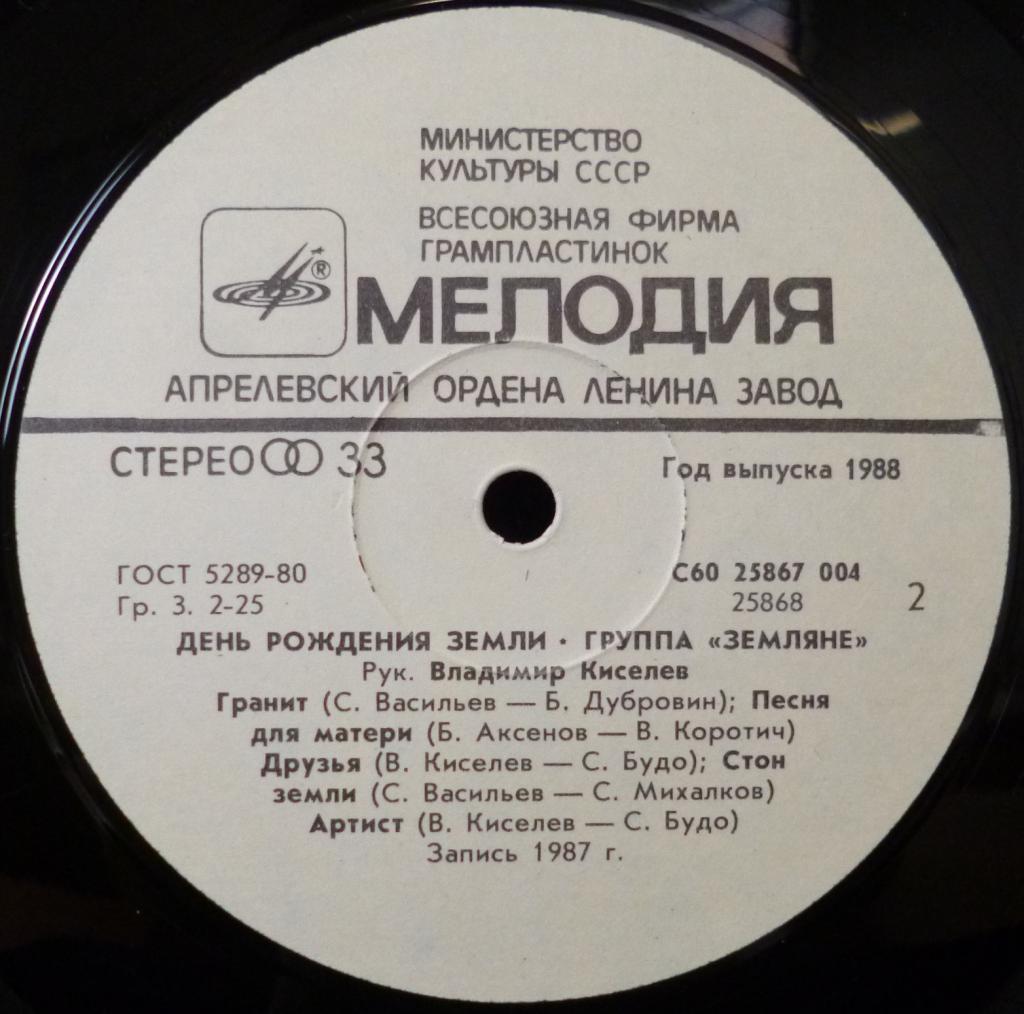 МИНИСТЕРСТВО
КУЛЬТУРЫ СССР
ВСЕСОЮЗНАЯ ФИРМА
ГРАМПЛАСТИНОК
®
МЕЛОДИЯ
АПРЕЛЕВСКИЙ ОРДЕНА ЛЕНИНА ЗАВОД
СТЕРЕО 33
Год выпуска 1988
ГОСТ 5289-80
Гр. 3. 2-25
С60 25867 004
25868
2
ДЕНЬ РОЖДЕНИЯ ЗЕМЛИ · ГРУППА «ЗЕМЛЯНЕ»
Рук. Владимир Киселев
Гранит (С. Васильев — Б. Дубровин); Песня
для матери (Б. Аксенов — В. Коротич)
Друзья (В. Киселев — С. Будо); Стон
земли (С. Васильев — С. Михалков)
Артист (В. Киселев — С. Будо)
Запись 1987 г.